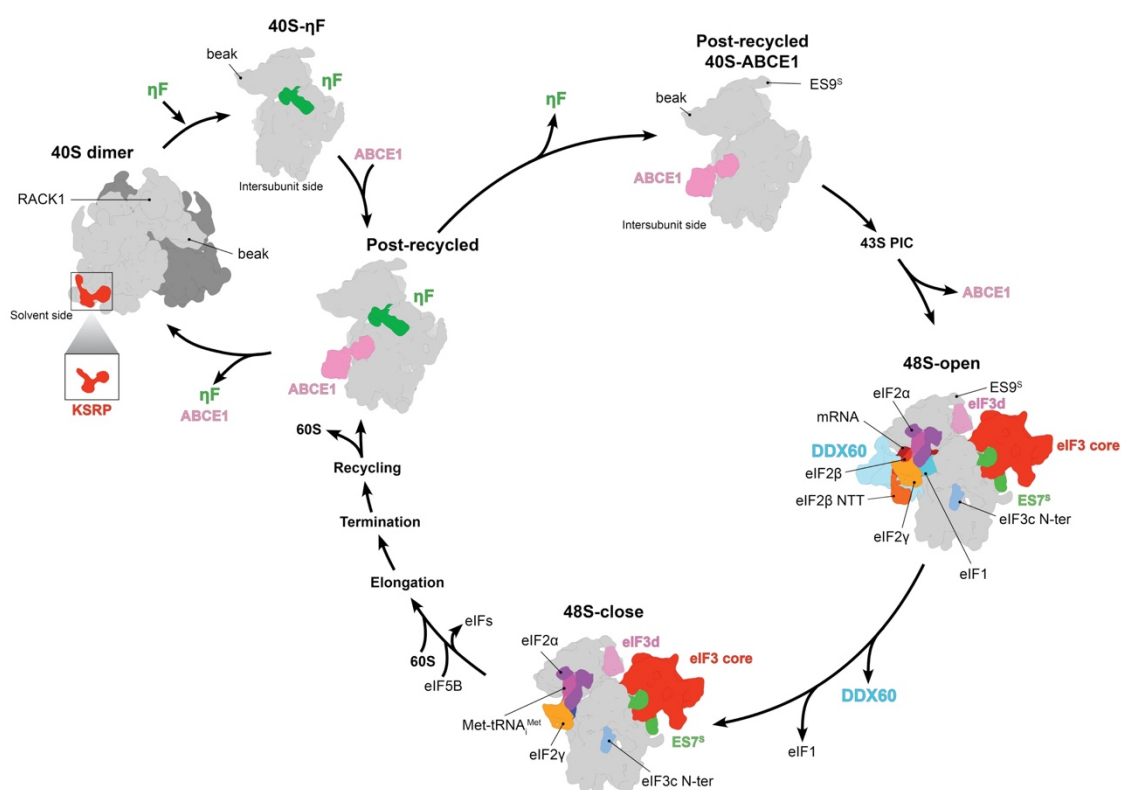 40S-ηF
beak
ηF
ηF
Intersubunit side
40S dimer
RACK1
beak
Solvent side
KSRP
ABCE1
ηF
ABCE1
Post-recycled
ηF
ABCE1
ηF
Post-recycled
40S-ABCE1
ES9ˢ
beak
ABCE1
Intersubunit side
43S PIC
ABCE1
48S-open
ES9ˢ
eIF2α
eIF3d
mRNA
DDX60
eIF3 core
eIF2β
eIF2β NTT
ES7ˢ
eIF3c N-ter
eIF2γ
eIF1
DDX60
eIF1
48S-close
eIF2α
eIF3d
eIF3 core
Met-tRNAᵢᴹᵉᵗ
ES7ˢ
eIF2γ
eIF3c N-ter
eIFs
60S
eIF5B
Elongation
Termination
Recycling
60S